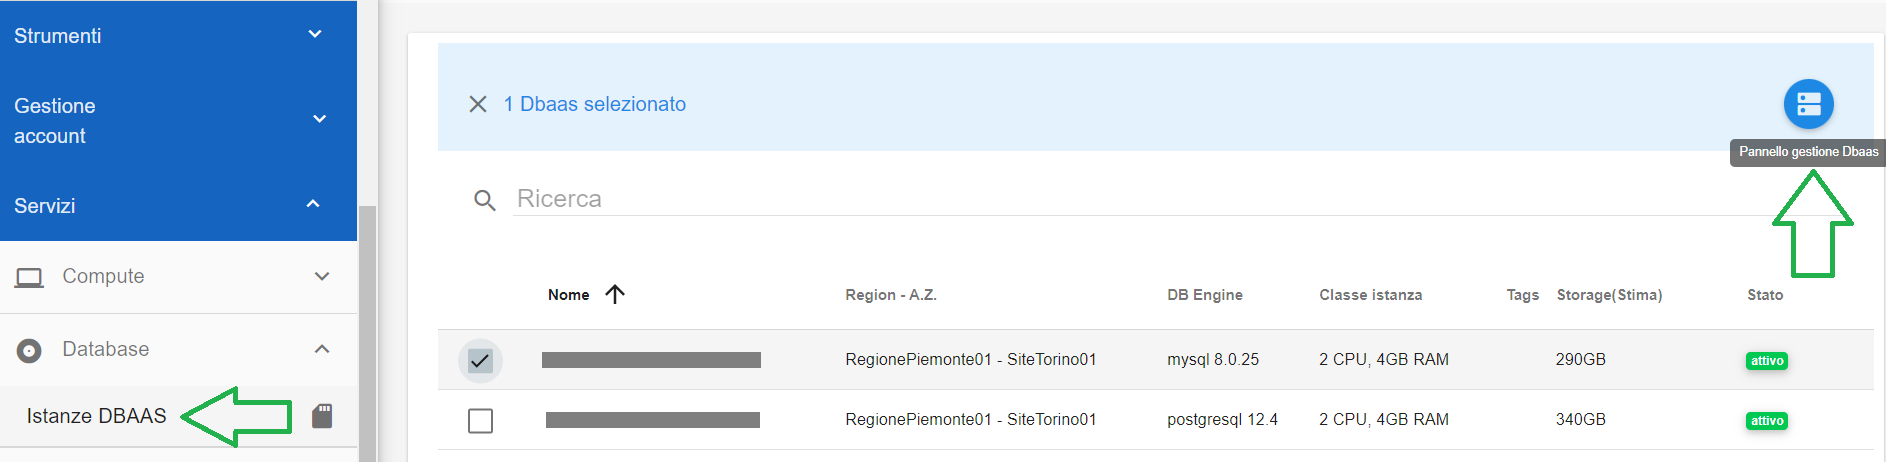 Strumenti
Gestione
account
Servizi
Compute
Database
Istanze DBAAS
1 Dbaas selezionato
Pannello gestione Dbaas
Ricerca
Nome Region - A.Z. DB Engine Classe istanza Tags Storage(Stima) Stato
RegionePiemonte01 - SiteTorino01 mysql 8.0.25 2 CPU, 4GB RAM 290GB attivo
RegionePiemonte01 - SiteTorino01 postgresql 12.4 2 CPU, 4GB RAM 340GB attivo